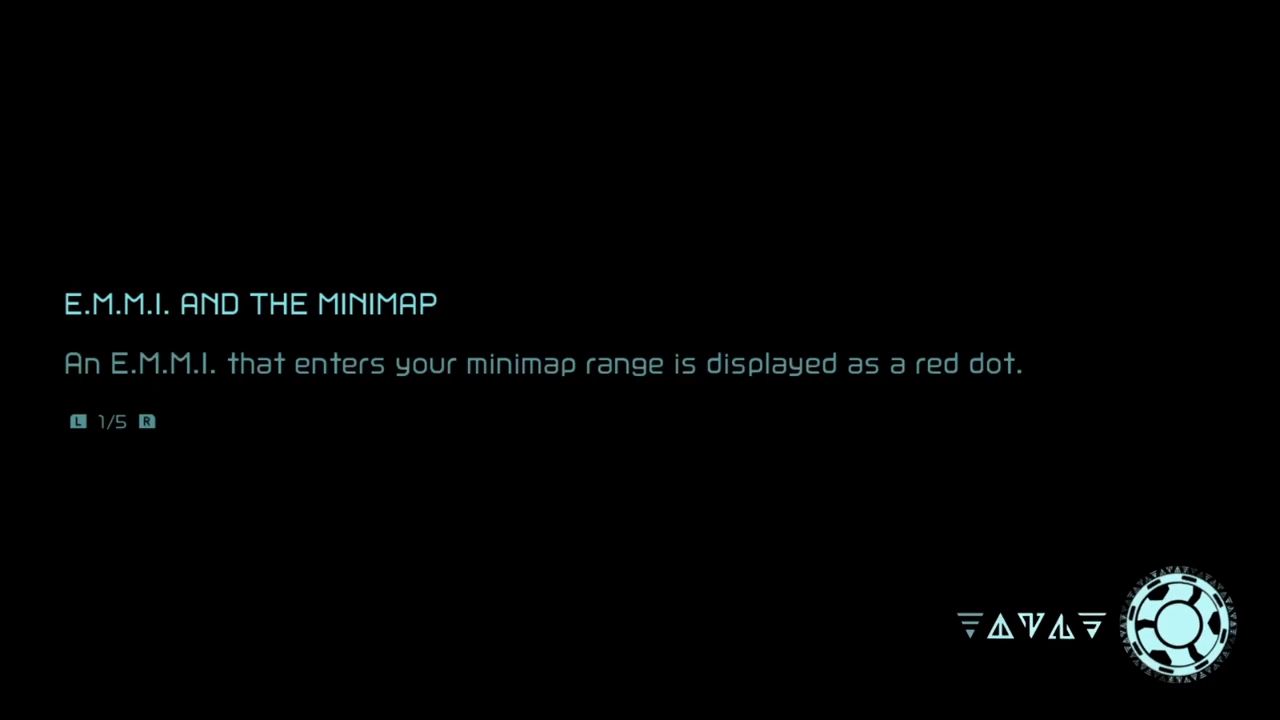 E.M.M.I. AND THE MINIMAP
An E.M.M.I. that enters your minimap range is displayed as a red dot.
L 1/5 R